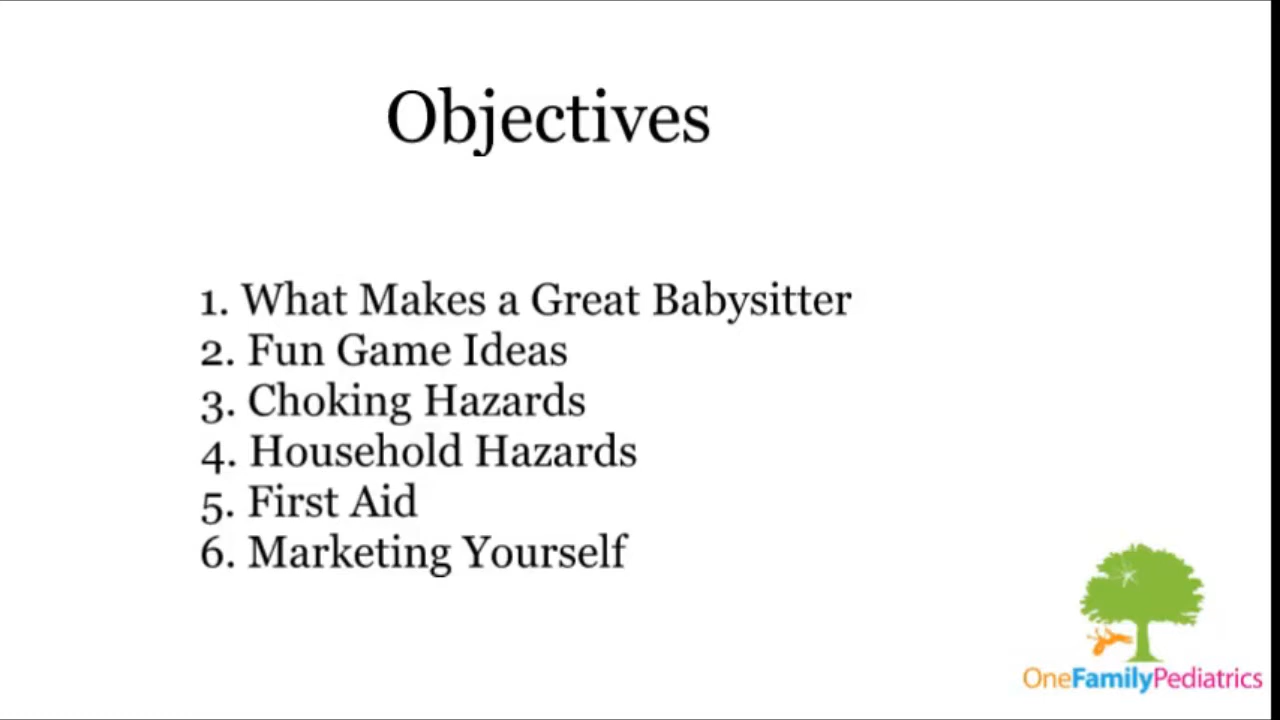 Objectives
1. What Makes a Great Babysitter
2. Fun Game Ideas
3. Choking Hazards
4. Household Hazards
5. First Aid
6. Marketing Yourself
OneFamilyPediatrics